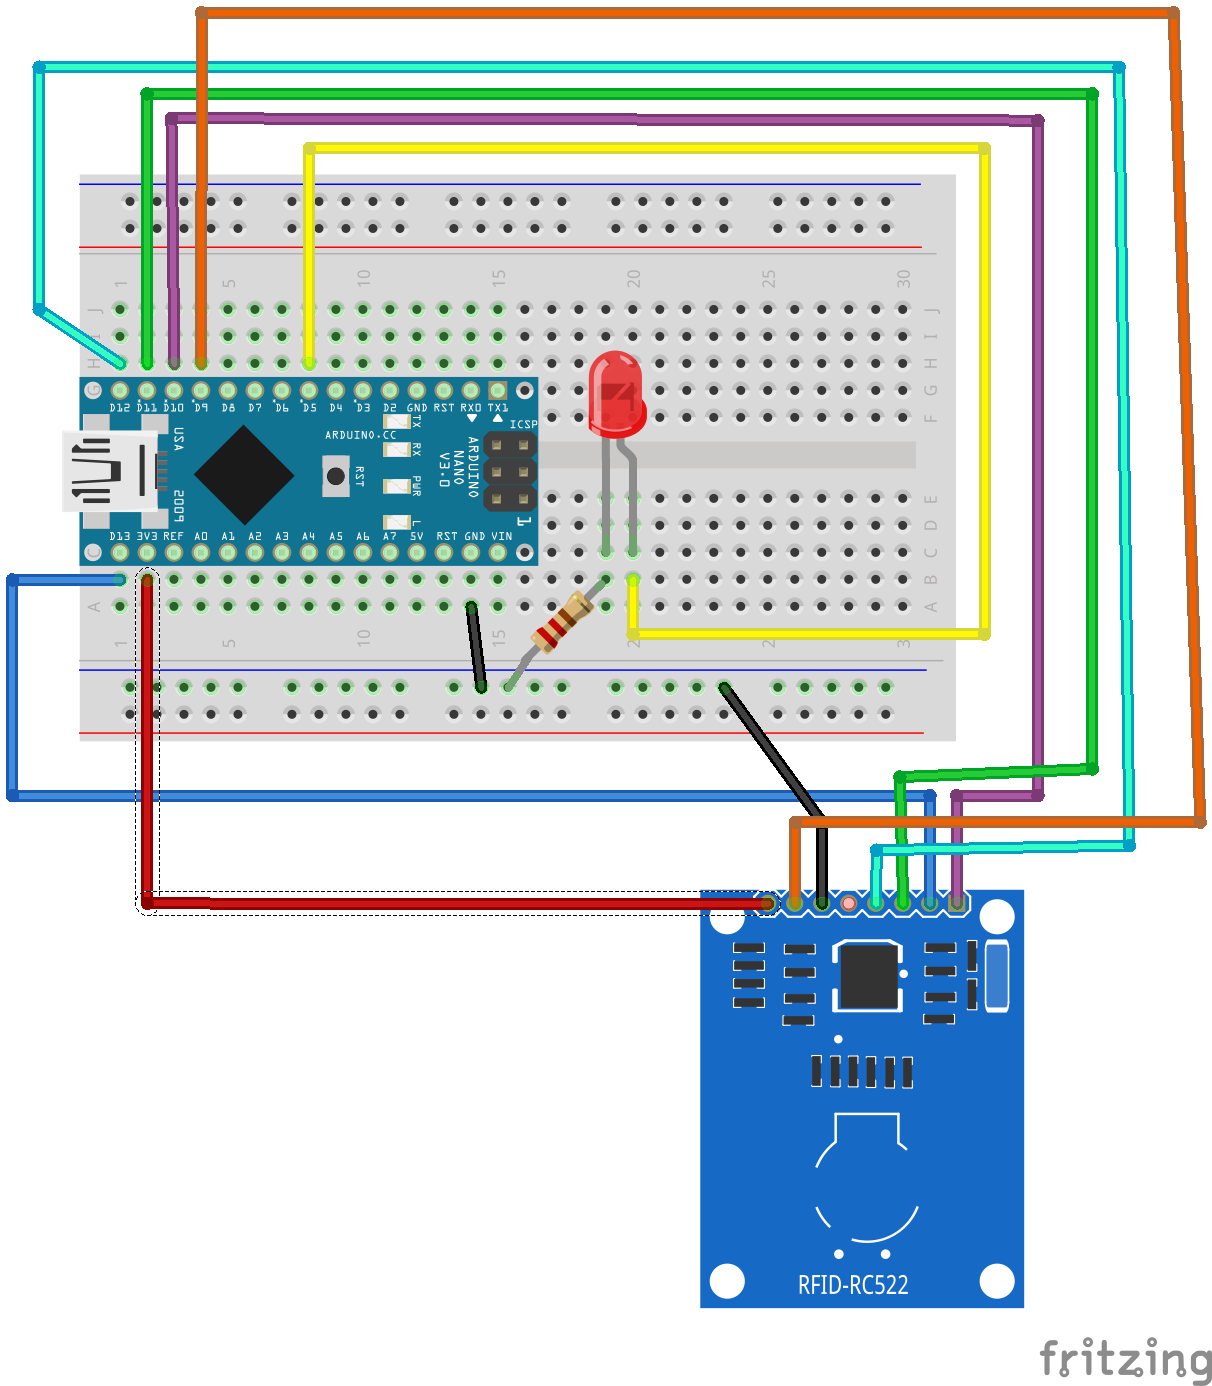 1 5 10 15 20 25 30
J
I
H
G
F
D12 D11 D10 D9 D8 D7 D6 D5 D4 D3 D2 GND RST RX0 TX1
USA
ARDUINO.CC
TX
RX
PWR
L
RST
ICSP
ARDUINO
NANO
V3.0
1
2005
D13 3V3 REF A0 A1 A2 A3 A4 A5 A6 A7 5V RST GND VIN
E
D
C
B
A
1 5 10 15 2 25 3
RFID-RC522
fritzing